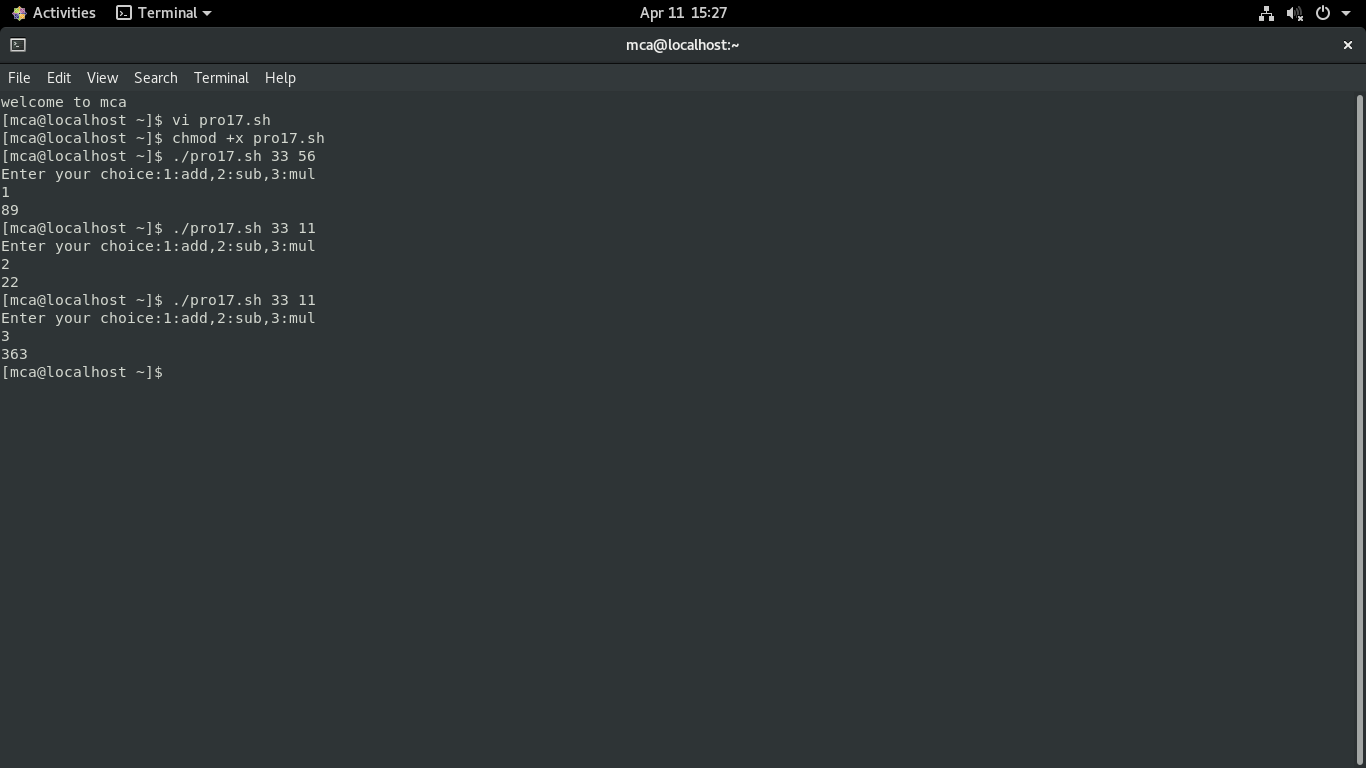 Activities Terminal Apr 11 15:27
mca@localhost:~
File Edit View Search Terminal Help
welcome to mca
[mca@localhost ~]$ vi pro17.sh
[mca@localhost ~]$ chmod +x pro17.sh
[mca@localhost ~]$ ./pro17.sh 33 56
Enter your choice:1:add,2:sub,3:mul
1
89
[mca@localhost ~]$ ./pro17.sh 33 11
Enter your choice:1:add,2:sub,3:mul
2
22
[mca@localhost ~]$ ./pro17.sh 33 11
Enter your choice:1:add,2:sub,3:mul
3
363
[mca@localhost ~]$